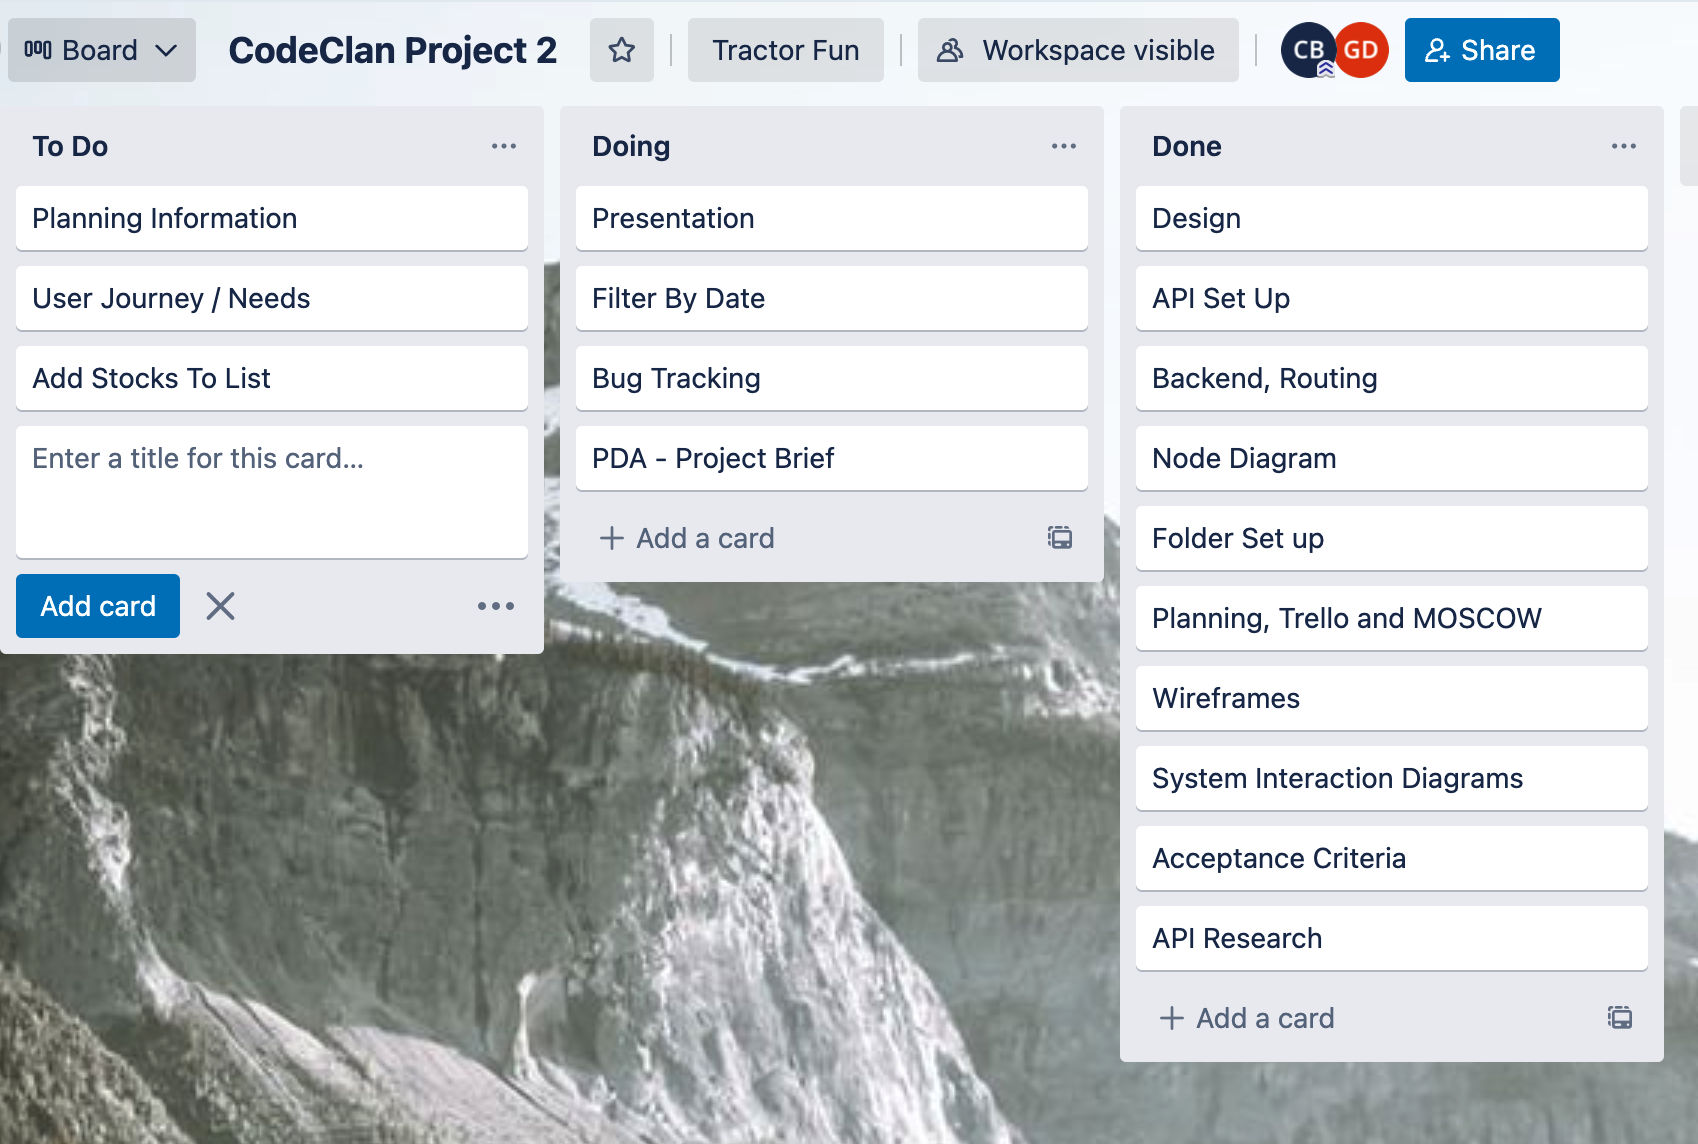 Board
CodeClan Project 2
Tractor Fun
Workspace visible
CB
GD
Share
To Do
Planning Information
User Journey / Needs
Add Stocks To List
Enter a title for this card...
Add card
Doing
Presentation
Filter By Date
Bug Tracking
PDA - Project Brief
Add a card
Done
Design
API Set Up
Backend, Routing
Node Diagram
Folder Set up
Planning, Trello and MOSCOW
Wireframes
System Interaction Diagrams
Acceptance Criteria
API Research
Add a card